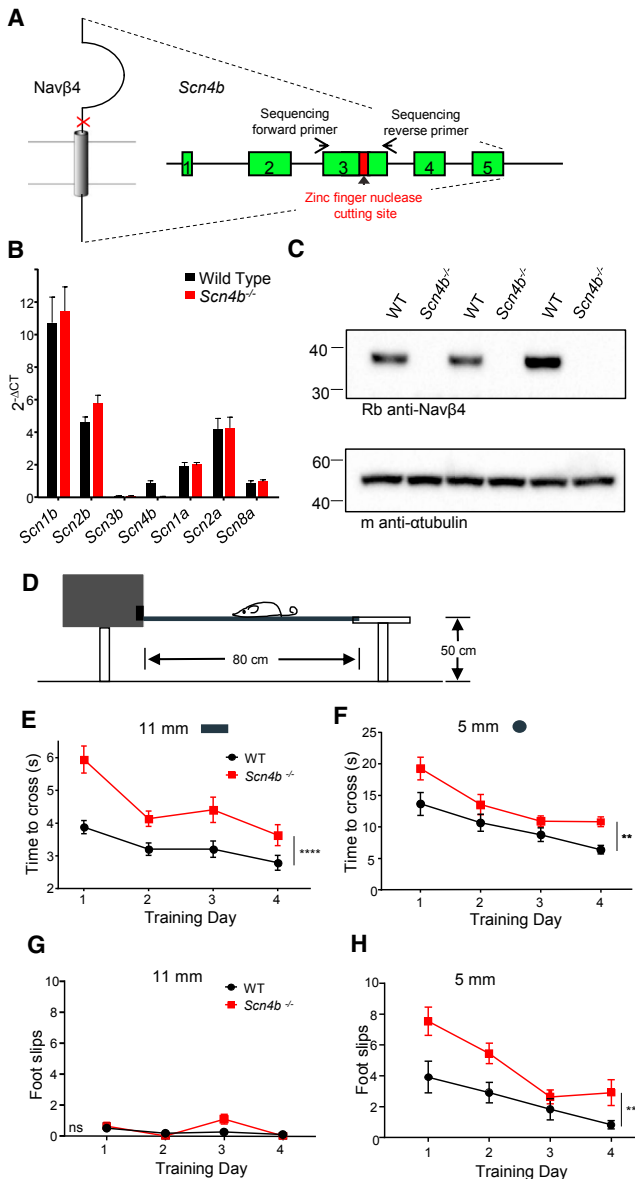 A
Navβ4
Scn4b
Sequencing forward primer
Sequencing reverse primer
1
2
3
4
5
Zinc finger nuclease cutting site
B
Wild Type
Scn4b-/-
2-ΔCT
12
10
8
6
4
2
0
Scn1b
Scn2b
Scn3b
Scn4b
Scn1a
Scn2a
Scn8a
C
WT
Scn4b-/-
WT
Scn4b-/-
WT
Scn4b-/-
40
30
Rb anti-Navβ4
60
40
m anti-αtubulin
D
80 cm
50 cm
E
11 mm
WT
Scn4b -/-
Time to cross (s)
6
5
4
3
2
****
1 2 3 4
Training Day
F
5 mm
Time to cross (s)
25
20
15
10
5
0
**
1 2 3 4
Training Day
G
11 mm
WT
Scn4b -/-
Foot slips
10
8
6
4
2
0
ns
1 2 3 4
Training Day
H
5 mm
Foot slips
10
8
6
4
2
0
**
1 2 3 4
Training Day